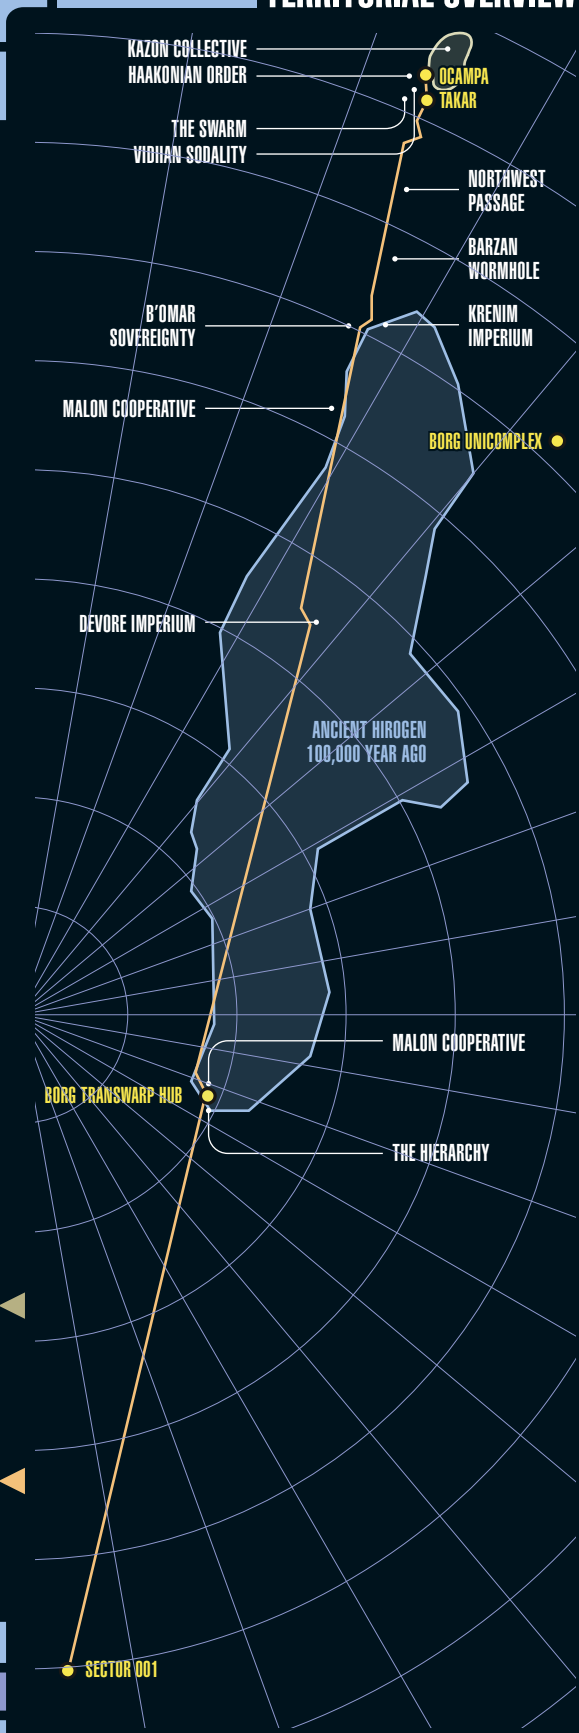 TERRITORIAL OVERVIEW
KAZON COLLECTIVE
HAAKONIAN ORDER
OCAMPA
TAKAR
THE SWARM
VIDIIAN SODALITY
NORTHWEST
PASSAGE
BARZAN
WORMHOLE
B'OMAR
SOVEREIGNTY
KRENIM
IMPERIUM
MALON COOPERATIVE
BORG UNICOMPLEX
DEVORE IMPERIUM
ANCIENT HIROGEN
100,000 YEAR AGO
MALON COOPERATIVE
BORG TRANSWARP HUB
THE HIERARCHY
SECTOR 001